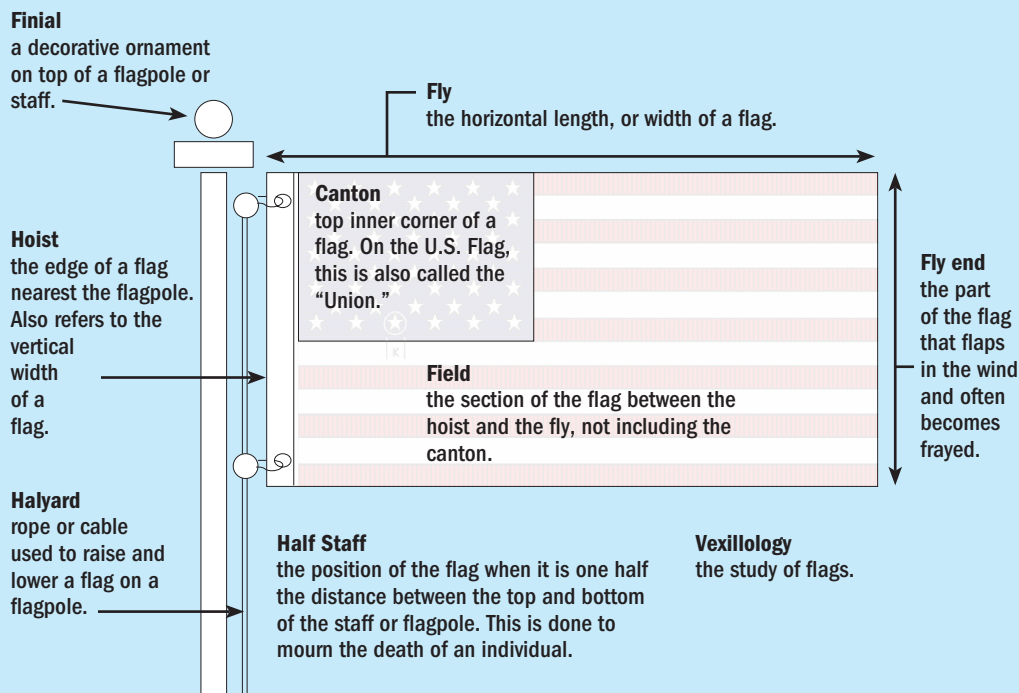 Finial
a decorative ornament
on top of a flagpole or
staff.
Fly
the horizontal length, or width of a flag.
Canton
top inner corner of a
flag. On the U.S. Flag,
this is also called the
“Union.”
Hoist
the edge of a flag
nearest the flagpole.
Also refers to the
vertical
width
of a
flag.
Fly end
the part
of the flag
that flaps
in the wind
and often
becomes
frayed.
K
Field
the section of the flag between the
hoist and the fly, not including the
canton.
Halyard
rope or cable
used to raise and
lower a flag on a
flagpole.
Half Staff
the position of the flag when it is one half
the distance between the top and bottom
of the staff or flagpole. This is done to
mourn the death of an individual.
Vexillology
the study of flags.